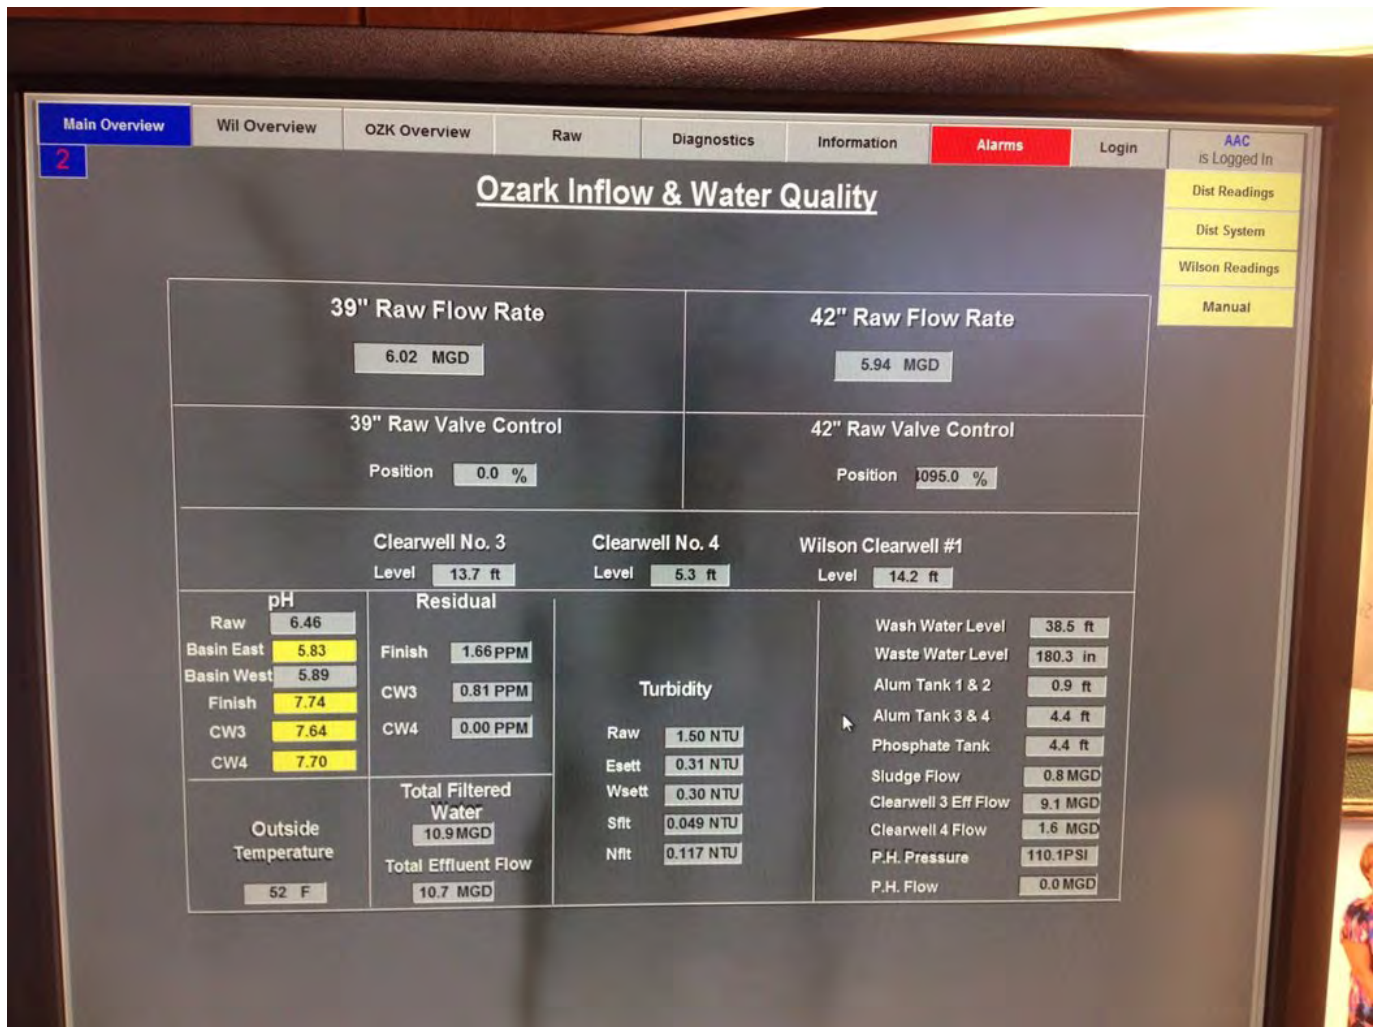 Main Overview
Wil Overview
OZK Overview
Raw
Diagnostics
Information
Alarms
Login
AAC
is Logged In
2
Dist Readings
Dist System
Wilson Readings
Manual
Ozark Inflow & Water Quality
39" Raw Flow Rate
6.02 MGD
42" Raw Flow Rate
5.94 MGD
39" Raw Valve Control
Position 0.0 %
42" Raw Valve Control
Position 4095.0 %
Clearwell No. 3
Level 13.7 ft
Clearwell No. 4
Level 5.3 ft
Wilson Clearwell #1
Level 14.2 ft
pH
Raw 6.46
Basin East 5.83
Basin West 5.89
Finish 7.74
CW3 7.64
CW4 7.70
Residual
Finish 1.66 PPM
CW3 0.81 PPM
CW4 0.00 PPM
Outside
Temperature
52 F
Total Filtered
Water
10.9 MGD
Total Effluent Flow
10.7 MGD
Turbidity
Raw 1.50 NTU
Esett 0.31 NTU
Wsett 0.30 NTU
Sflt 0.049 NTU
Nflt 0.117 NTU
Wash Water Level 38.5 ft
Waste Water Level 180.3 in
Alum Tank 1 & 2 0.9 ft
Alum Tank 3 & 4 4.4 ft
Phosphate Tank 4.4 ft
Sludge Flow 0.8 MGD
Clearwell 3 Eff Flow 9.1 MGD
Clearwell 4 Flow 1.6 MGD
P.H. Pressure 110.1PSI
P.H. Flow 0.0 MGD